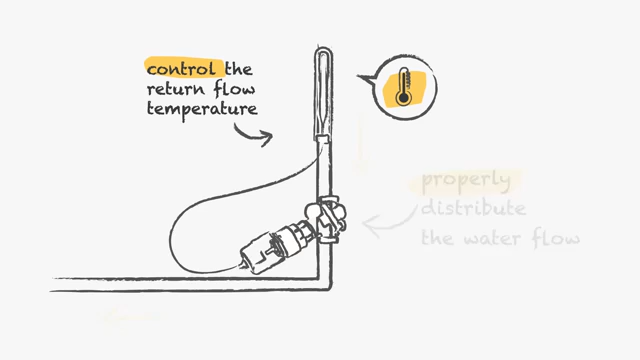 control the
return flow
temperature
properly
distribute
the water flow